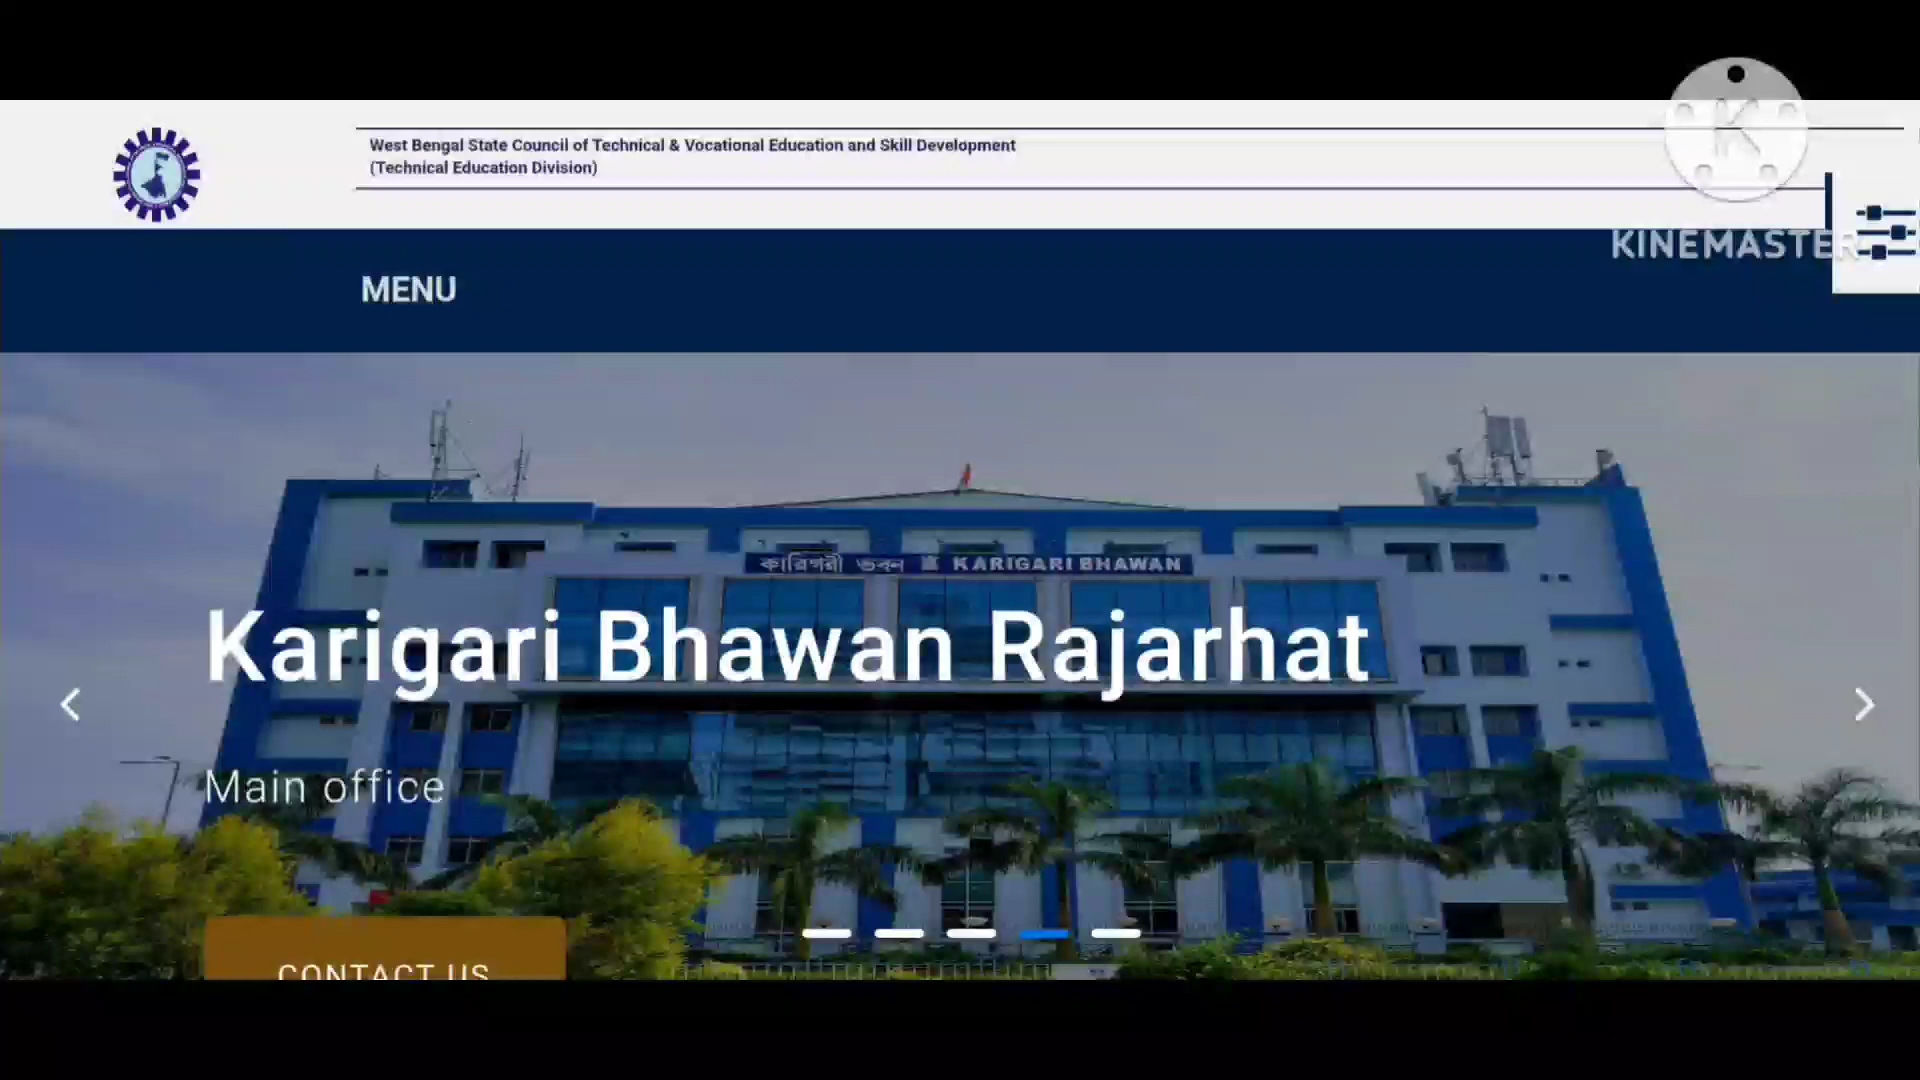 West Bengal State Council of Technical & Vocational Education and Skill Development
(Technical Education Division)
KINEMASTER
MENU
কারিগরী ভবন KARIGARI BHAWAN
Karigari Bhawan Rajarhat
Main office
CONTACT US